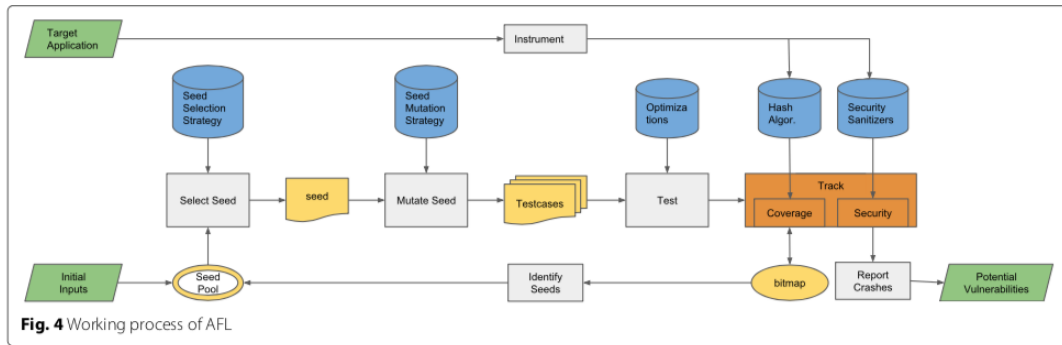 Target
Application
Instrument
Seed
Selection
Strategy
Seed
Mutation
Strategy
Optimiza
tions
Hash
Algor.
Security
Sanitizers
Select Seed
seed
Mutate Seed
Testcases
Test
Track
Coverage
Security
Initial
Inputs
Seed
Pool
Identify
Seeds
bitmap
Report
Crashes
Potential
Vulnerabilities
Fig. 4 Working process of AFL